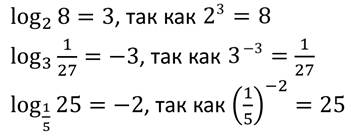 log₂ 8 = 3, так как 2³ = 8
log₃ 1/27 = −3, так как 3⁻³ = 1/27
log_{1/5} 25 = −2, так как (1/5)⁻² = 25